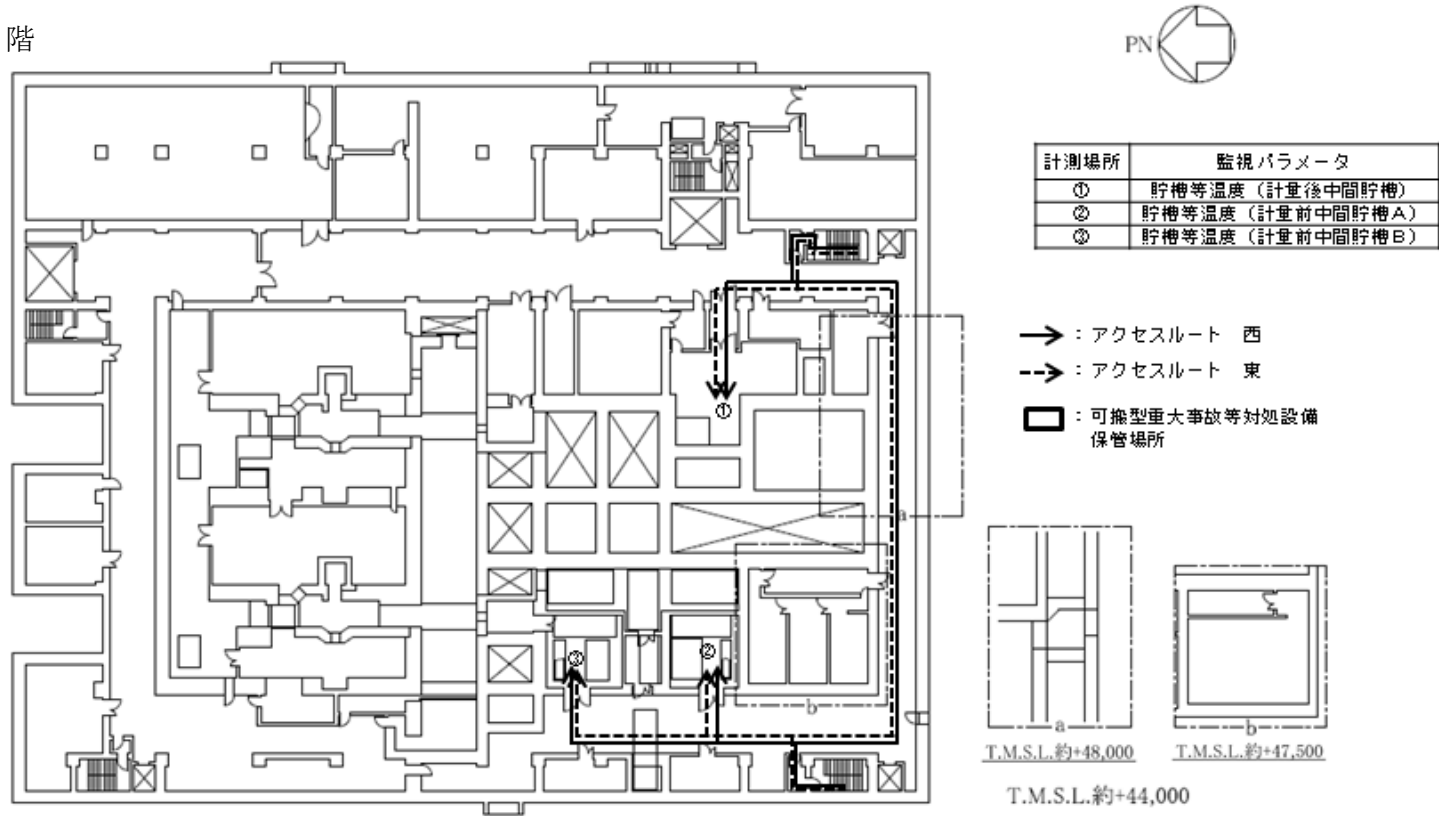 階
PN
計測場所 監視パラメータ
① 貯槽等温度（計量後中間貯槽）
② 貯槽等温度（計量前中間貯槽A）
③ 貯槽等温度（計量前中間貯槽B）
：アクセスルート 西
：アクセスルート 東
：可搬型重大事故等対処設備
保管場所
①
a
③
②
b
a
b
T.M.S.L.約+48,000
T.M.S.L.約+47,500
T.M.S.L.約+44,000